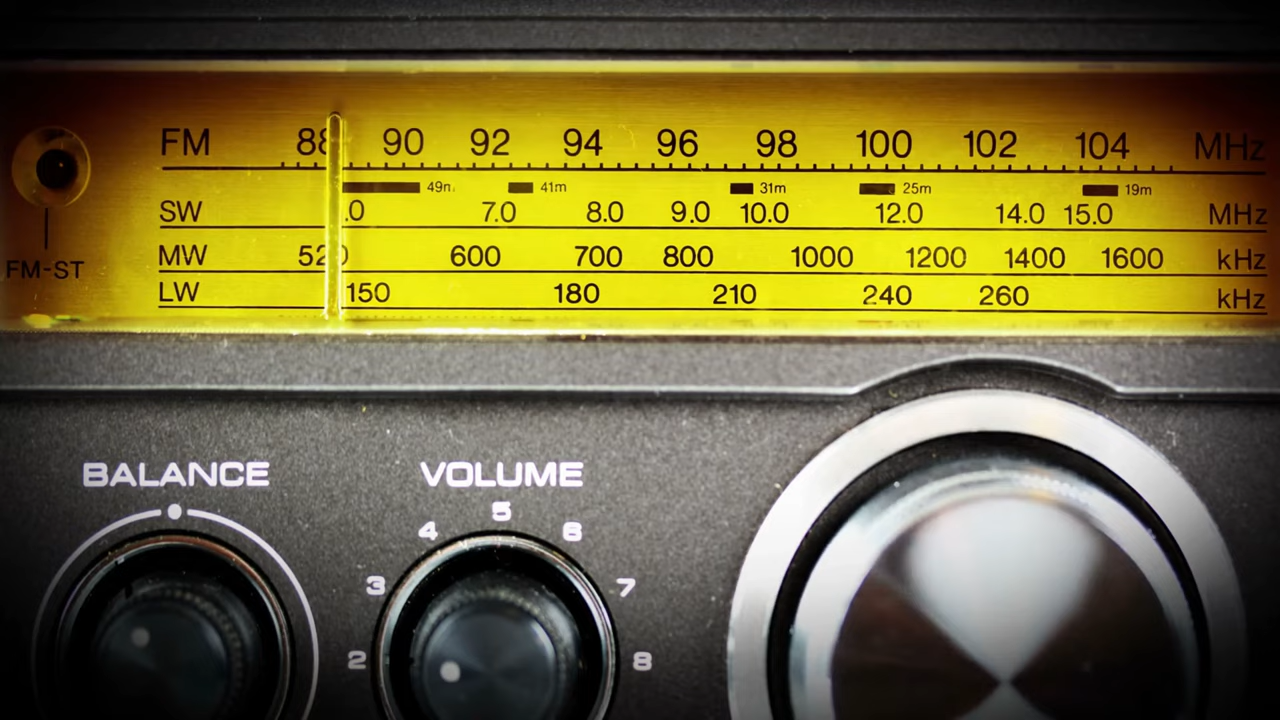 FM 88 90 92 94 96 98 100 102 104 MHz
49m 41m 31m 25m 19m
SW .0 7.0 8.0 9.0 10.0 12.0 14.0 15.0 MHz
MW 520 600 700 800 1000 1200 1400 1600 kHz
LW 150 180 210 240 260 kHz
FM-ST
BALANCE
VOLUME
2 3 4 5 6 7 8